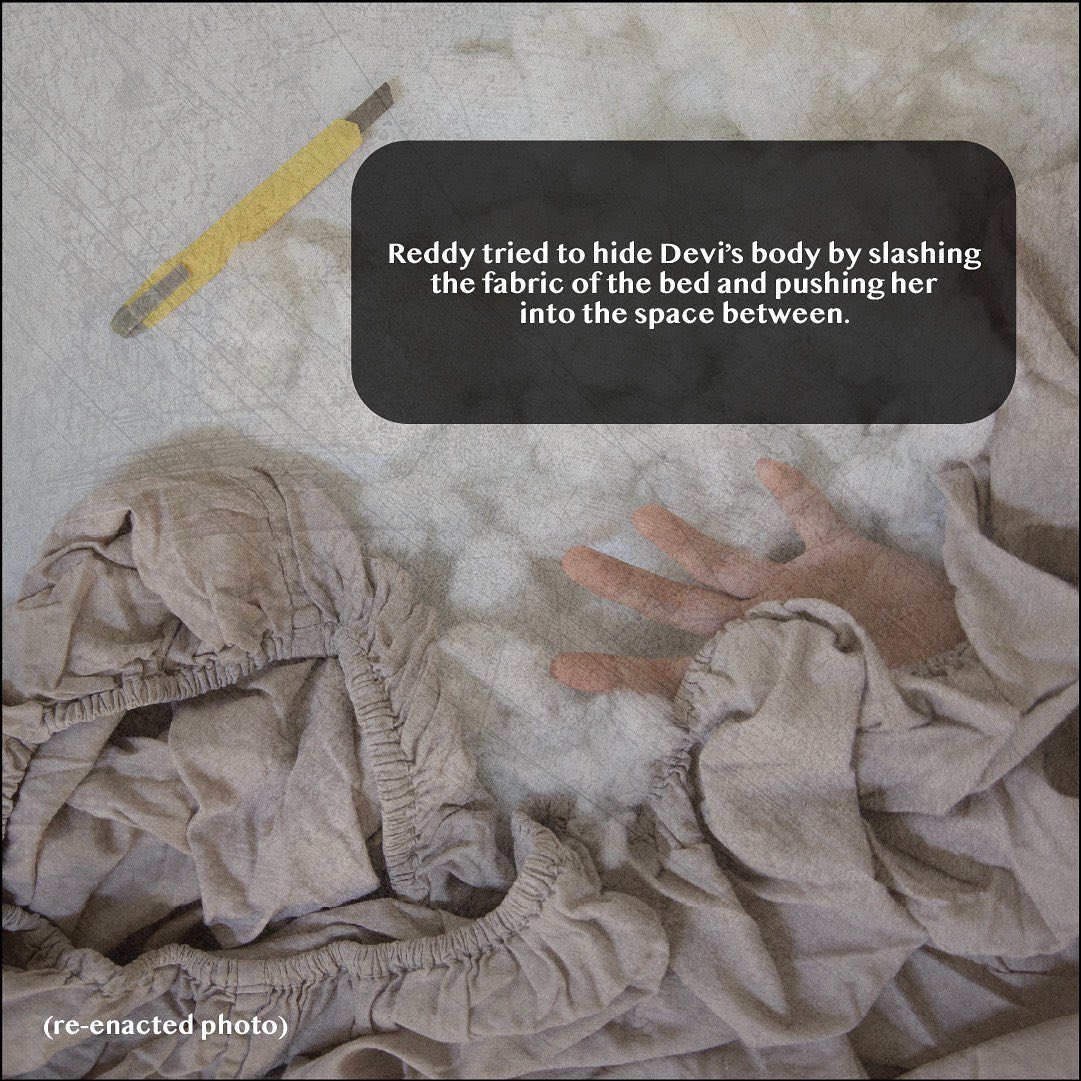 Reddy tried to hide Devi’s body by slashing
the fabric of the bed and pushing her
into the space between.
(re-enacted photo)